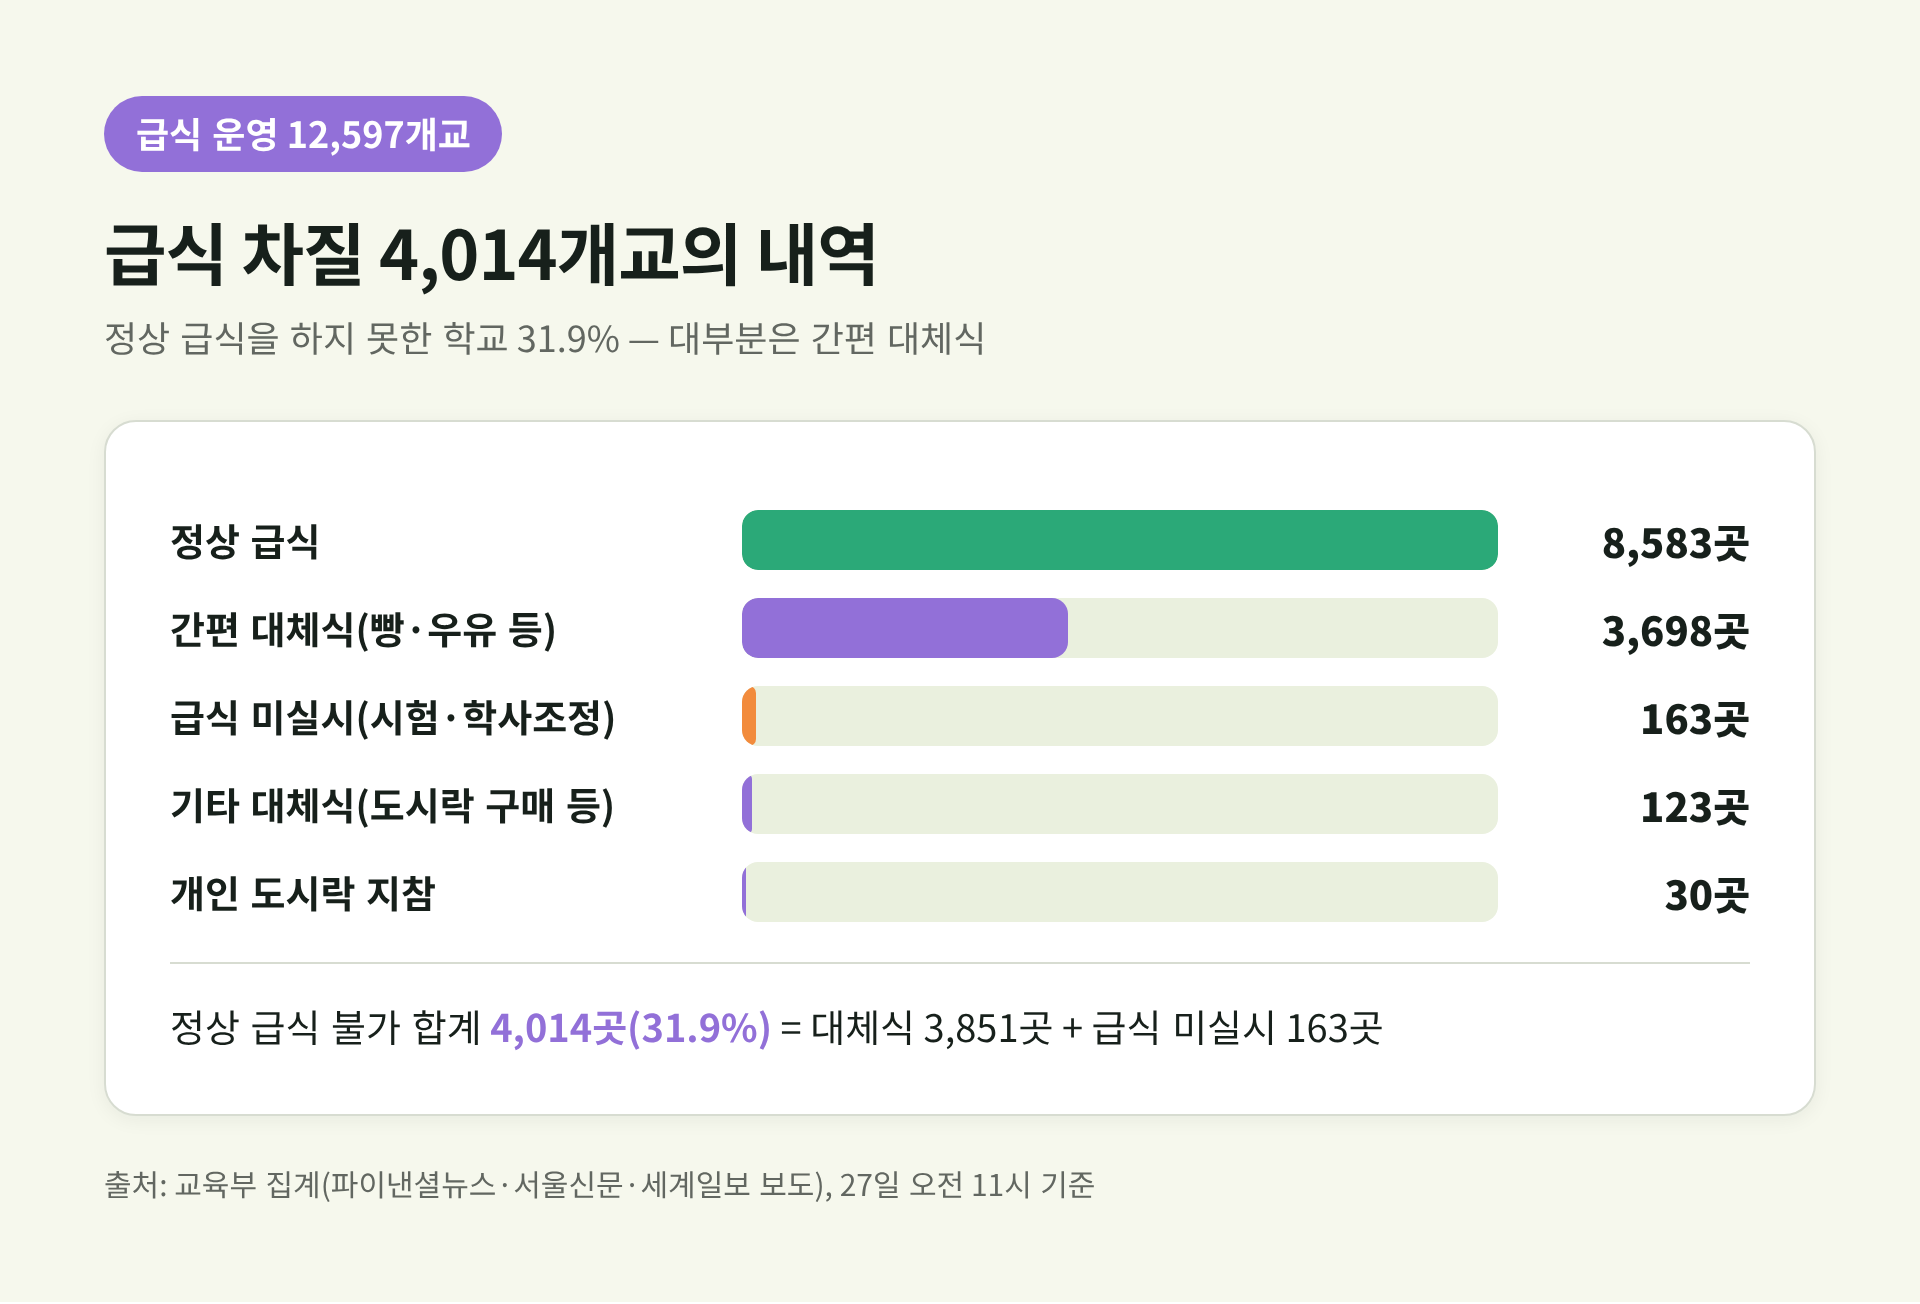 급식 운영 12,597개교
급식 차질 4,014개교의 내역
정상 급식을 하지 못한 학교 31.9% — 대부분은 간편 대체식
정상 급식 8,583곳
간편 대체식(빵·우유 등) 3,698곳
급식 미실시(시험·학사조정) 163곳
기타 대체식(도시락 구매 등) 123곳
개인 도시락 지참 30곳
정상 급식 불가 합계 4,014곳(31.9%) = 대체식 3,851곳 + 급식 미실시 163곳
출처: 교육부 집계(파이낸셜뉴스·서울신문·세계일보 보도), 27일 오전 11시 기준